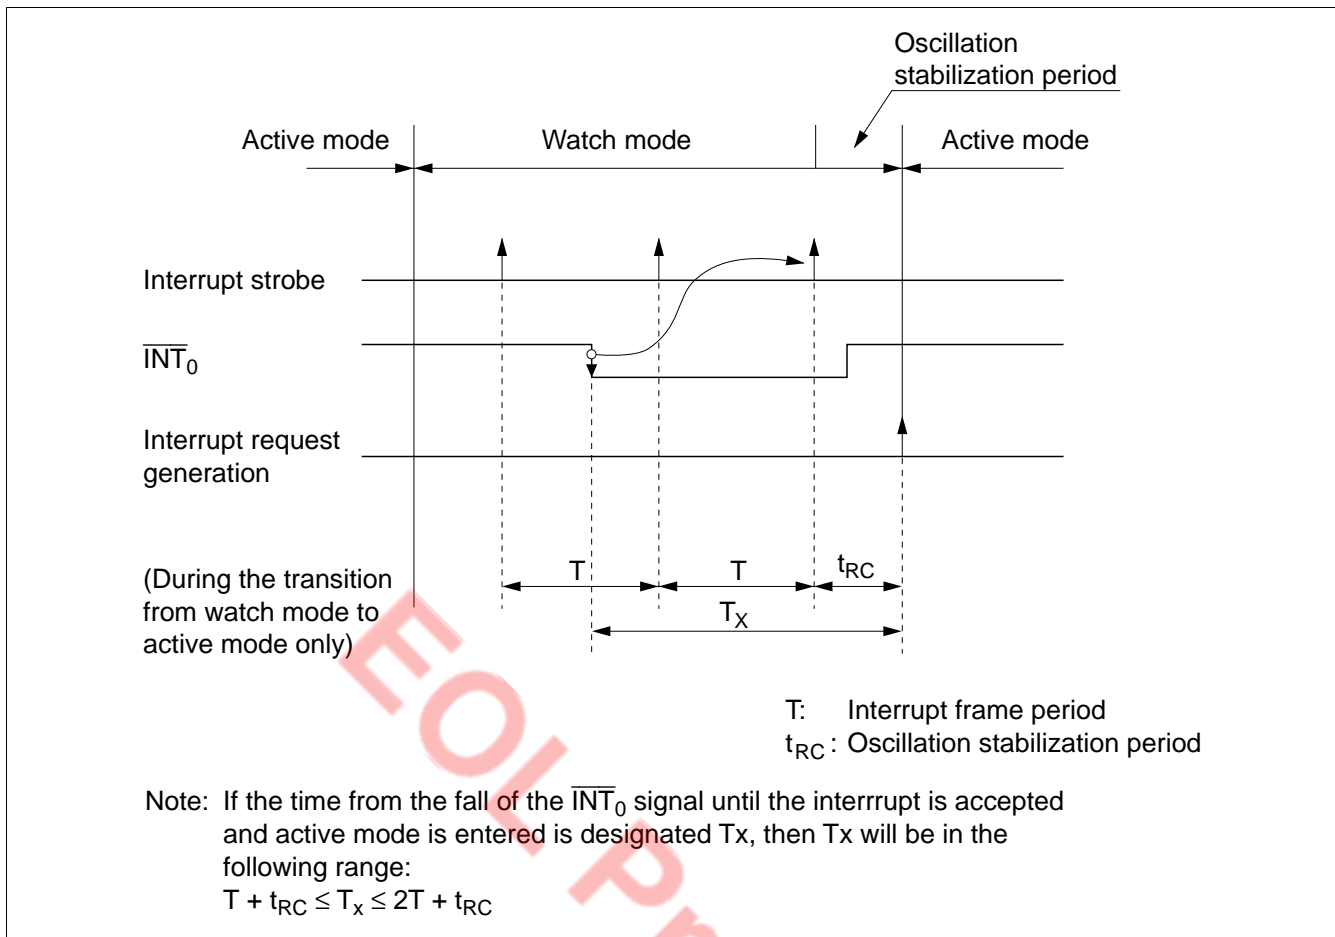 Oscillation
stabilization period
Active mode
Watch mode
Active mode
Interrupt strobe
INT0
Interrupt request
generation
(During the transition
from watch mode to
active mode only)
T
T
tRC
TX
T: Interrupt frame period
tRC : Oscillation stabilization period
Note: If the time from the fall of the INT0 signal until the interrrupt is accepted
and active mode is entered is designated Tx, then Tx will be in the
following range:
T + tRC ≤ Tx ≤ 2T + tRC
EOL Pr